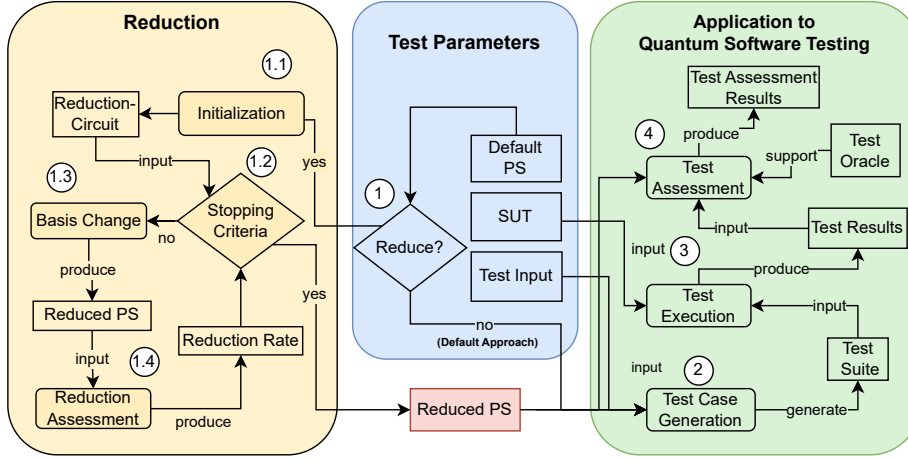 Reduction
1.1
Reduction-
Circuit
Initialization
input
yes
1.2
1.3
Stopping
Criteria
Basis Change
no
produce
yes
Reduced PS
input
1.4
Reduction Rate
Reduction
Assessment
produce
Test Parameters
Default
PS
1
SUT
Reduce?
Test Input
no
(Default Approach)
Reduced PS
Application to
Quantum Software Testing
Test Assessment
Results
4
produce
Test
Oracle
support
Test
Assessment
Test Results
input
input
3
produce
Test
Execution
input
input
2
Test
Suite
Test Case
Generation
generate